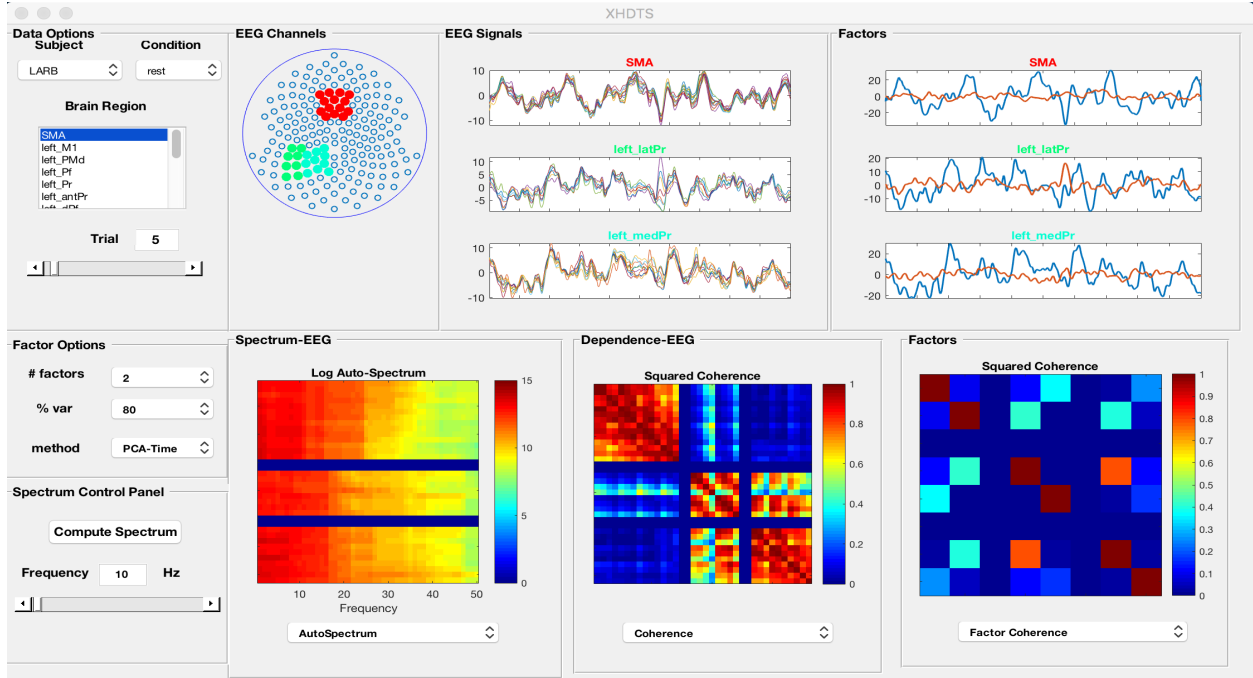 XHDTS
Data Options
Subject Condition
LARB rest
Brain Region
SMA
left_M1
left_PMd
left_Pf
left_Pr
left_antPr
left_dPf
Trial 5
EEG Channels
EEG Signals
SMA
10
0
-10
left_latPr
10
5
0
-5
left_medPr
10
0
-10
Factors
SMA
20
0
-20
left_latPr
20
10
0
-10
left_medPr
20
0
-20
Factor Options
# factors 2
% var 80
method PCA-Time
Spectrum Control Panel
Compute Spectrum
Frequency 10 Hz
Spectrum-EEG
Log Auto-Spectrum
15
10
5
0
10 20 30 40 50
Frequency
AutoSpectrum
Dependence-EEG
Squared Coherence
1
0.8
0.6
0.4
0.2
0
Coherence
Factors
Squared Coherence
1
0.9
0.8
0.7
0.6
0.5
0.4
0.3
0.2
0.1
0
Factor Coherence